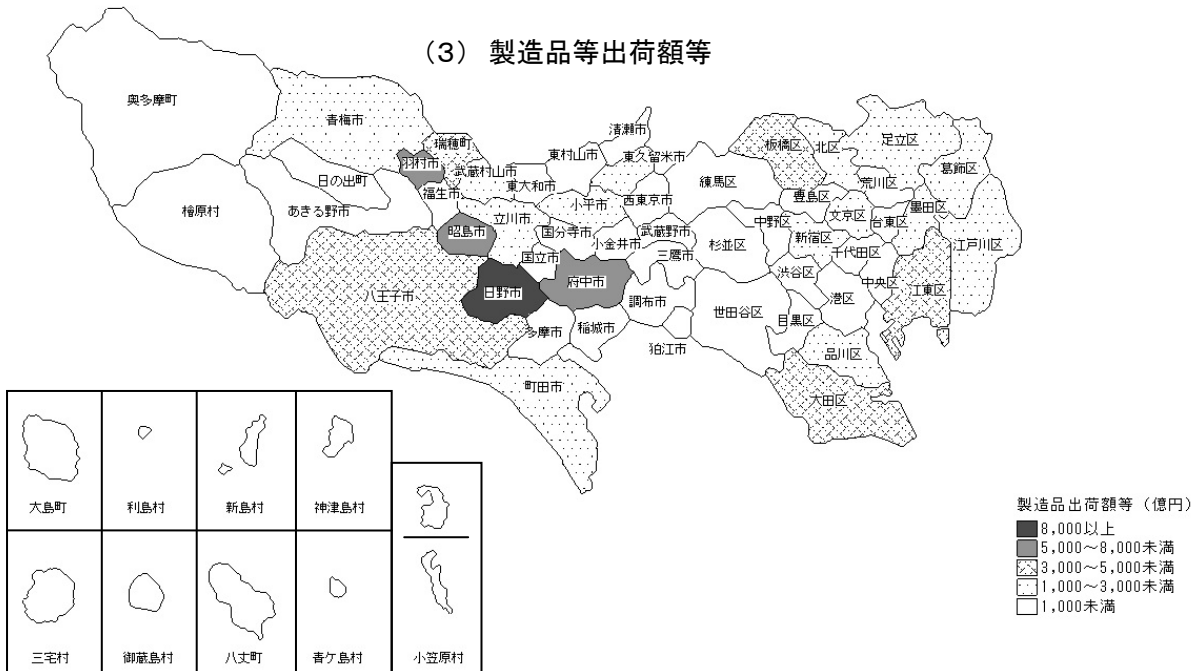 (3) 製造品等出荷額等
奥多摩町
青梅市
瑞穂町
清瀬市
東村山市
東久留米市
板橋区
北区
足立区
羽村市
武蔵村山市
日の出町
福生市
東大和市
小平市
西東京市
練馬区
豊島区
荒川区
葛飾区
檜原村
あきる野市
昭島市
立川市
国分寺市
小金井市
武蔵野市
三鷹市
杉並区
中野区
新宿区
文京区
台東区
墨田区
千代田区
江戸川区
国立市
渋谷区
中央区
江東区
八王子市
日野市
府中市
調布市
世田谷区
目黒区
港区
多摩市
稲城市
狛江市
品川区
町田市
大田区
大島町
利島村
新島村
神津島村
三宅村
御蔵島村
八丈町
青ケ島村
小笠原村
製造品出荷額等 (億円)
8,000以上
5,000～8,000未満
3,000～5,000未満
1,000～3,000未満
1,000未満